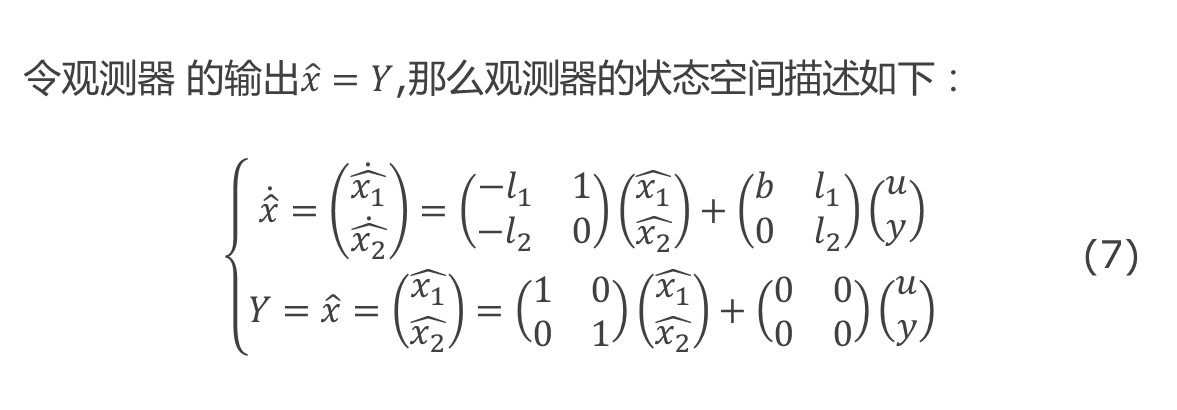 令观测器 的输出x̂ = Y,那么观测器的状态空间描述如下：
{ x̂̇ = (x̂₁̇ ; x̂₂̇) = (−l₁ 1 ; −l₂ 0)(x̂₁ ; x̂₂) + (b l₁ ; 0 l₂)(u ; y)
Y = x̂ = (x̂₁ ; x̂₂) = (1 0 ; 0 1)(x̂₁ ; x̂₂) + (0 0 ; 0 0)(u ; y)
(7)